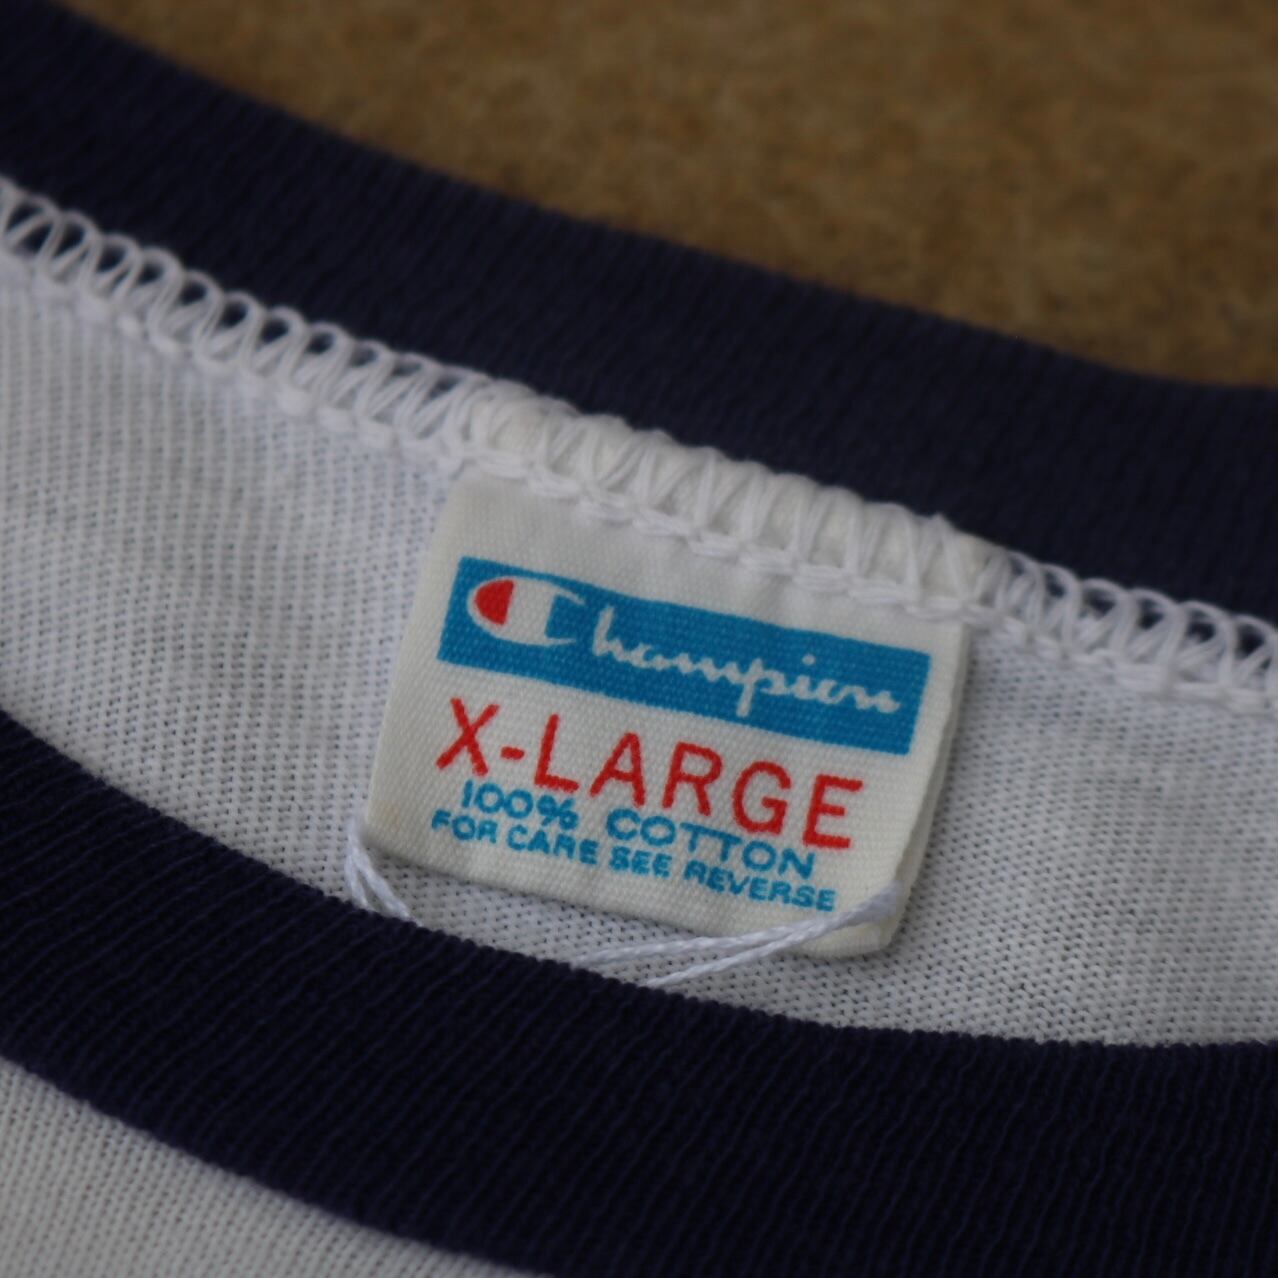 Champion
X-LARGE
100% COTTON
FOR CARE SEE REVERSE